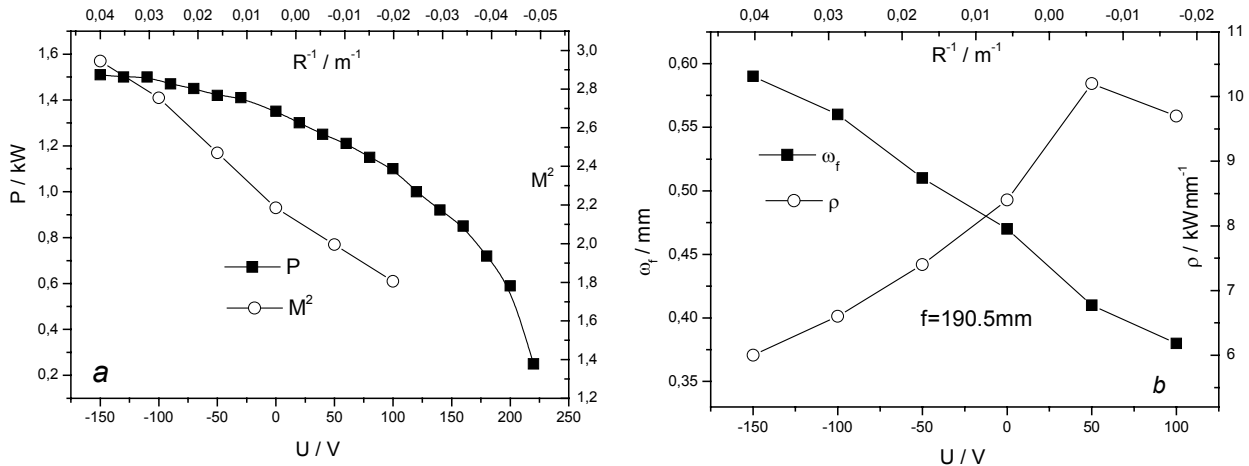 0,04 0,03 0,01 0,00 -0,01 -0,02 -0,03 -0,04 -0,05
R⁻¹ / m⁻¹
1,6
1,4
1,2
1,0
0,8
0,6
0,4
0,2
P / kW
3,0
2,8
2,6
2,4
2,2
2,0
1,8
1,6
1,4
1,2
M²
P
M²
a
-150 -100 -50 0 50 100 150 200 250
U / V
0,04 0,03 0,02 0,01 0,00 -0,01 -0,02
R⁻¹ / m⁻¹
0,60
0,55
0,50
0,45
0,40
0,35
ω_f / mm
11
10
9
8
7
6
ρ / kWmm⁻¹
ω_f
ρ
f=190.5mm
b
-150 -100 -50 0 50 100
U / V